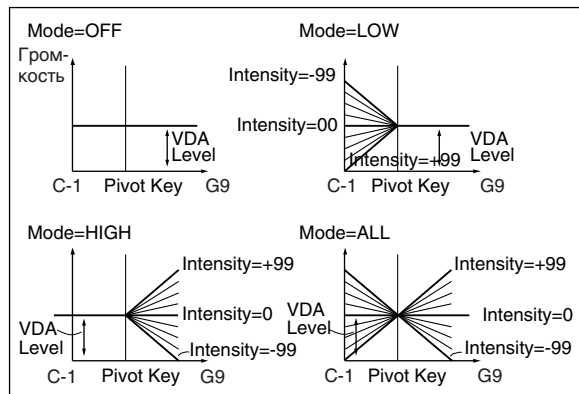 Mode=OFF
Гром-
кость
VDA
Level
C-1 Pivot Key G9
Mode=LOW
Intensity=-99
Intensity=00
Intensity=+99
VDA
Level
C-1 Pivot Key G9
Mode=HIGH
Intensity=+99
Intensity=0
VDA
Level
Intensity=-99
C-1 Pivot Key G9
Mode=ALL
Intensity=+99
VDA
Level
Intensity=0
Intensity=-99
C-1 Pivot Key G9